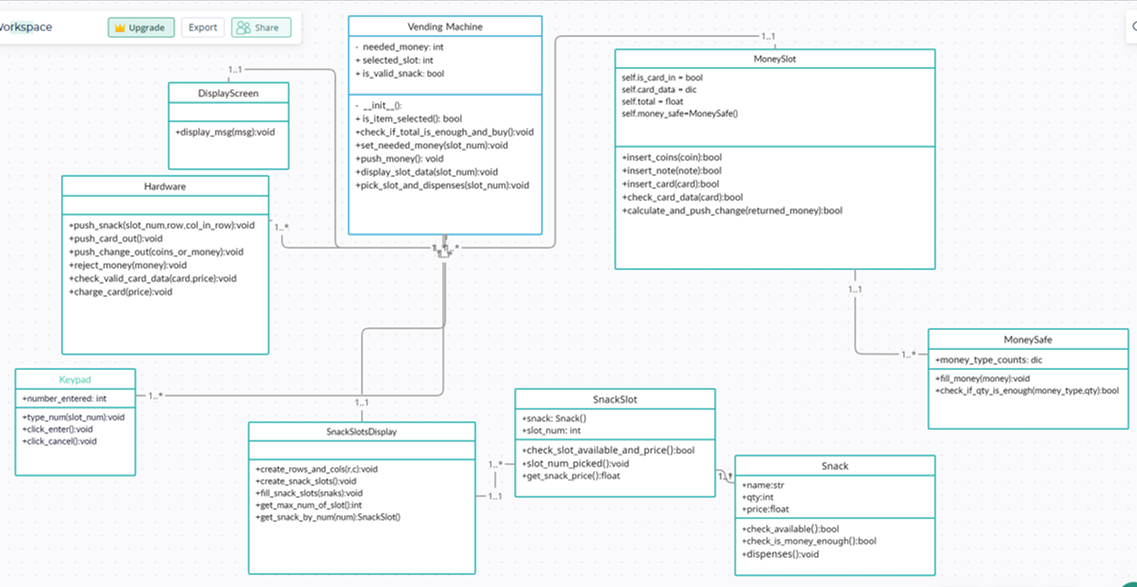 Workspace
Upgrade
Export
Share
Vending Machine
- needed_money: int
+ selected_slot: int
+ is_valid_snack: bool
- __init__():
+ is_item_selected(): bool
+check_if_total_is_enough_and_buy():void
+set_needed_money(slot_num):void
+push_money(): void
+display_slot_data(slot_num):void
+pick_slot_and_dispenses(slot_num):void
1..1
DisplayScreen
+display_msg(msg):void
1..1
MoneySlot
self.is_card_in = bool
self.card_data = dic
self.total = float
self.money_safe=MoneySafe()
+insert_coins(coin):bool
+insert_note(note):bool
+insert_card(card):bool
+check_card_data(card):bool
+calculate_and_push_change(returned_money):bool
Hardware
+push_snack(slot_num,row,col_in_row):void
+push_card_out():void
+push_change_out(coins_or_money):void
+reject_money(money):void
+check_valid_card_data(card,price):void
+charge_card(price):void
1..*
1..1
1..*
MoneySafe
+money_type_counts: dic
+fill_money(money):void
+check_if_qty_is_enough(money_type,qty):bool
Keypad
+number_entered: int
+type_num(slot_num):void
+click_enter():void
+click_cancel():void
1..*
1..1
SnackSlotsDisplay
+create_rows_and_cols(r,c):void
+create_snack_slots():void
+fill_snack_slots(snaks):void
+get_max_num_of_slot():int
+get_snack_by_num(num):SnackSlot()
1..*
1..1
SnackSlot
+snack: Snack()
+slot_num: int
+check_slot_available_and_price():bool
+slot_num_picked():void
+get_snack_price():float
Snack
+name:str
+qty:int
+price:float
+check_available():bool
+check_is_money_enough():bool
+dispenses():void